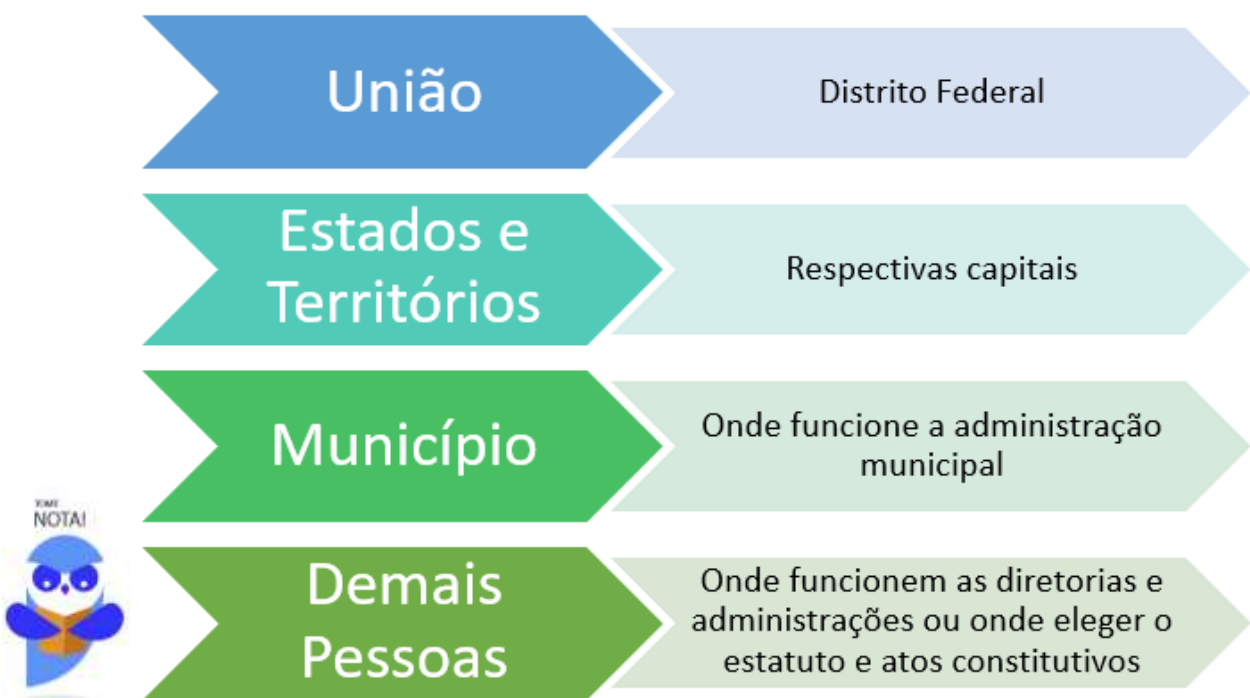 União
Distrito Federal
Estados e
Territórios
Respectivas capitais
Município
Onde funcione a administração
municipal
TOME
NOTA!
Demais
Pessoas
Onde funcionem as diretorias e
administrações ou onde eleger o
estatuto e atos constitutivos